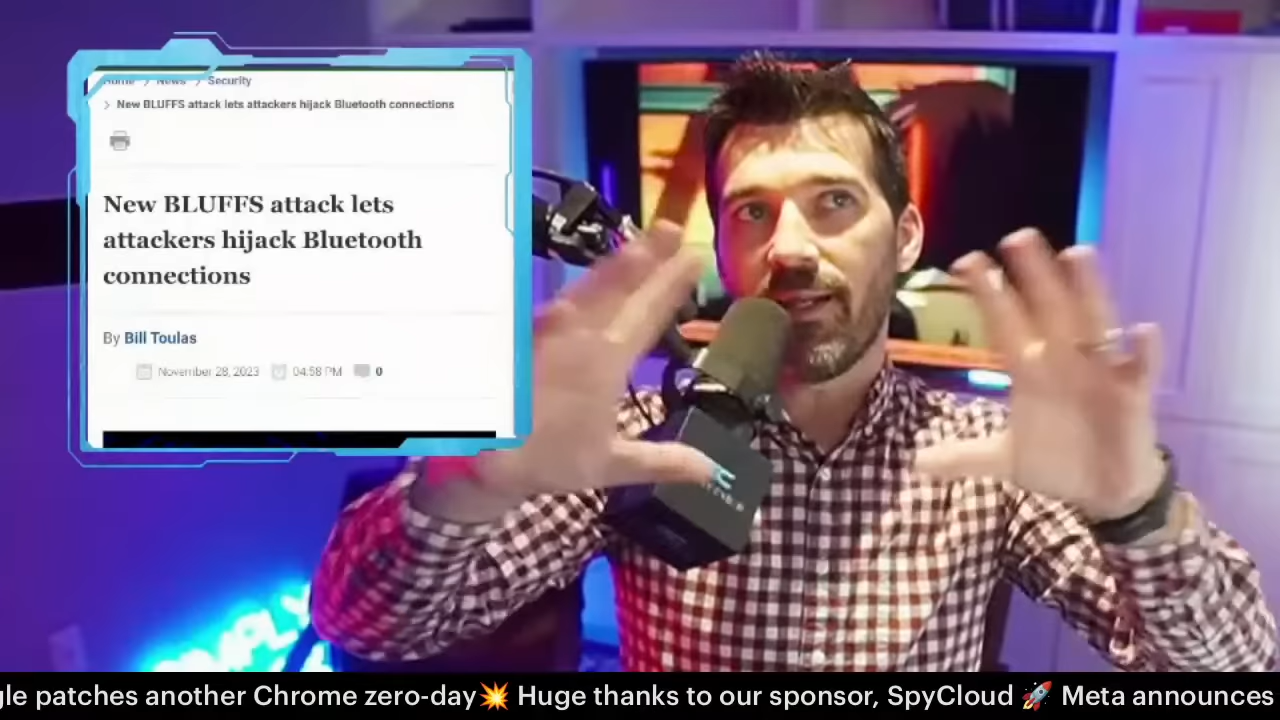 Home > News > Security
> New BLUFFS attack lets attackers hijack Bluetooth connections
New BLUFFS attack lets
attackers hijack Bluetooth
connections
By Bill Toulas
November 28, 2023 04:58 PM 0
gle patches another Chrome zero-day💥 Huge thanks to our sponsor, SpyCloud 🚀 Meta announces